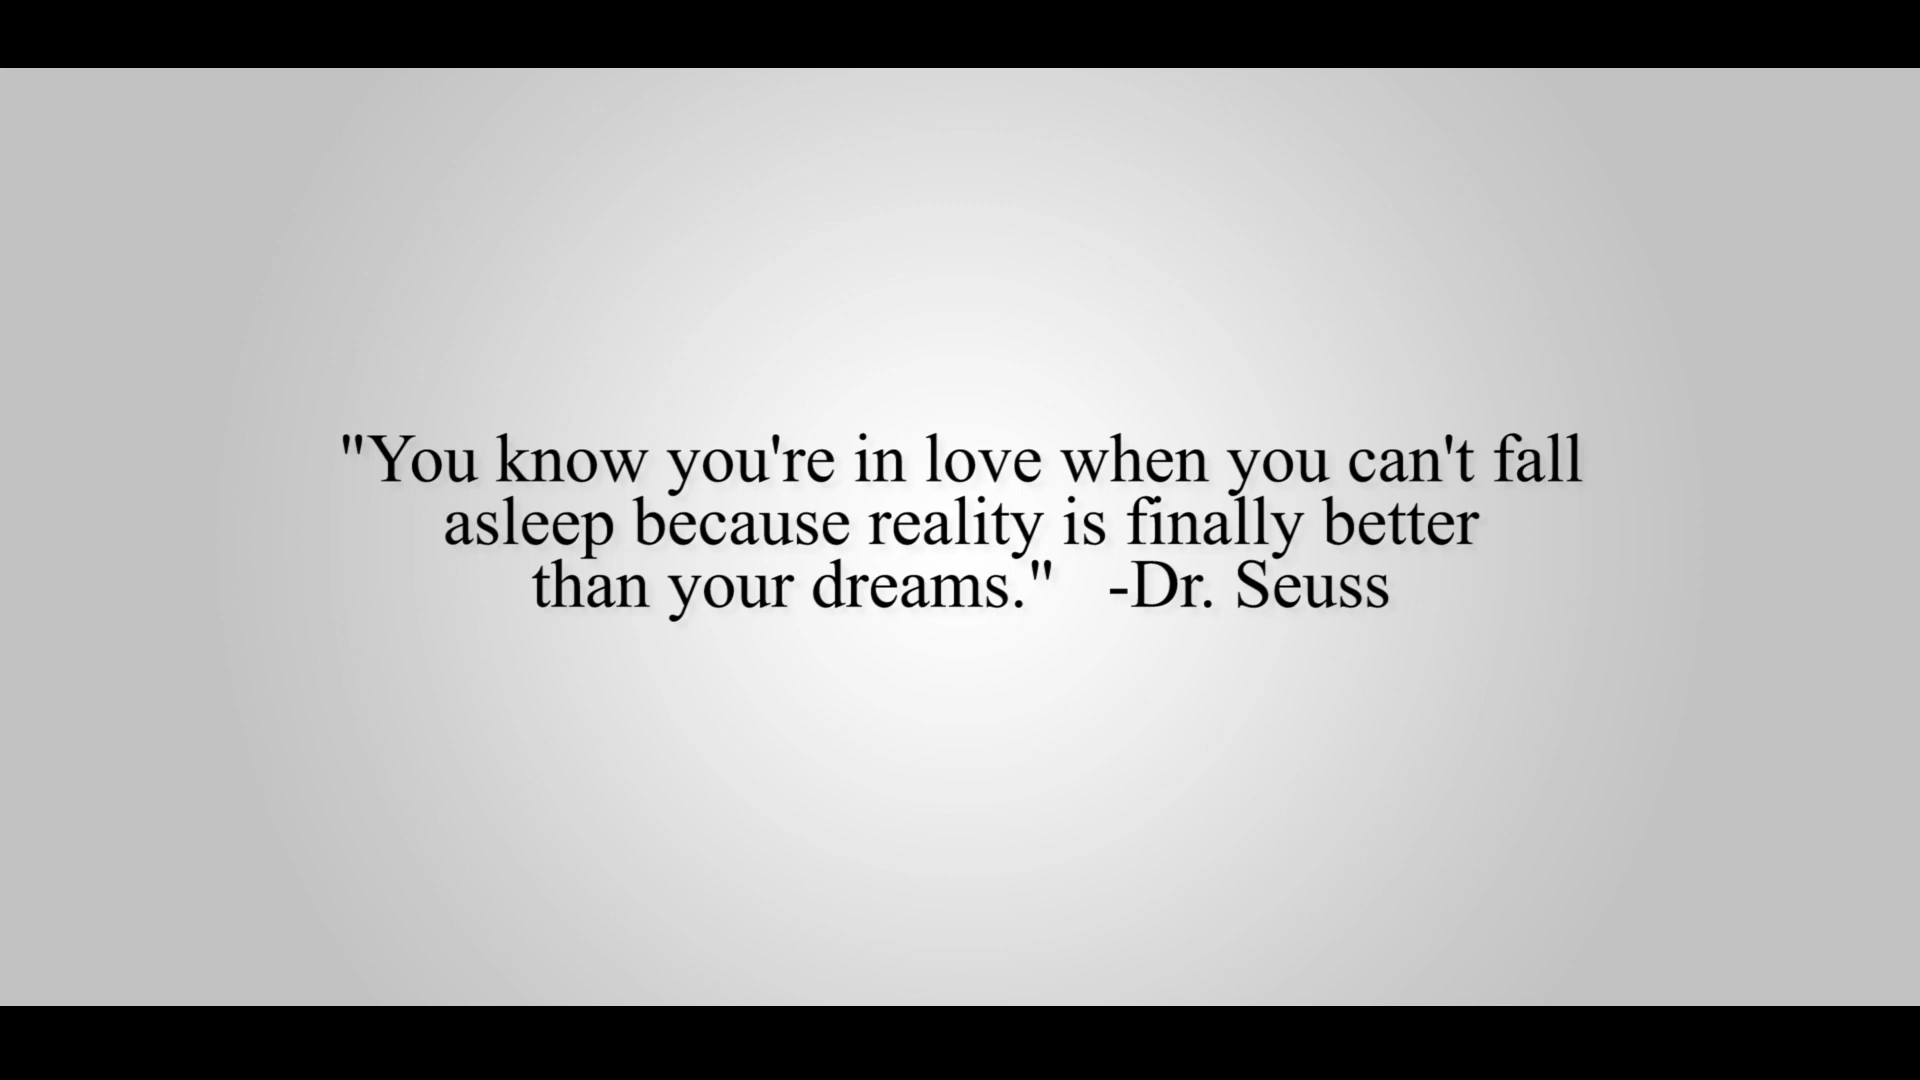 "You know you're in love when you can't fall
asleep because reality is finally better
than your dreams."   -Dr. Seuss